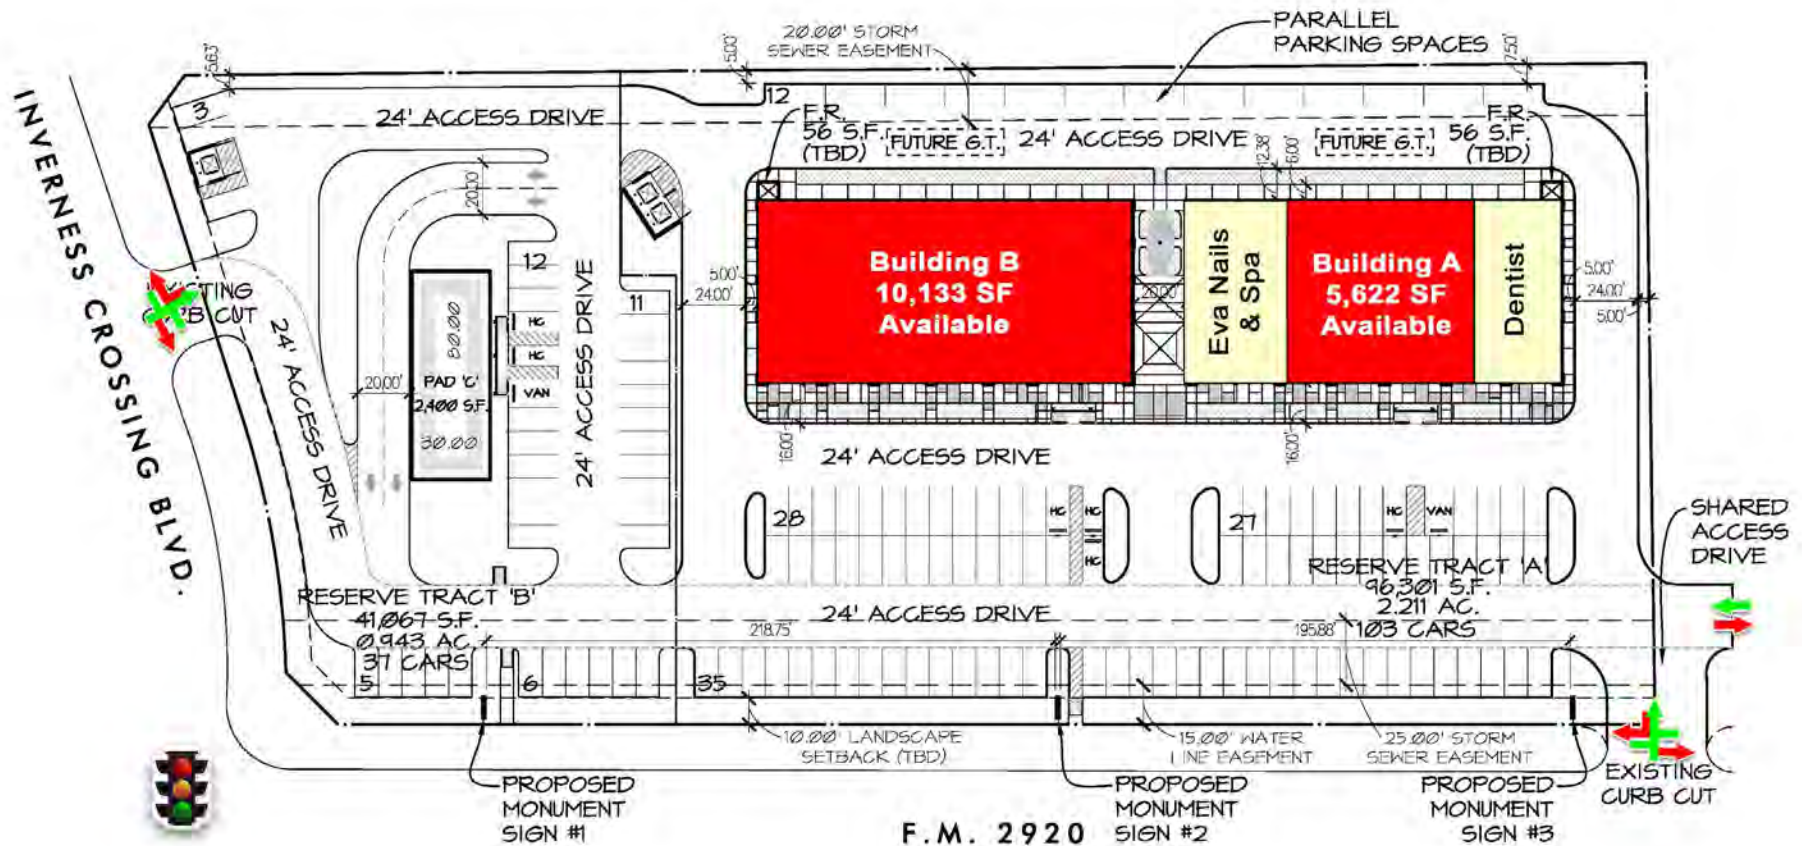 PARALLEL
PARKING SPACES
20.00' STORM
SEWER EASEMENT
5.63'
5.00'
7.50'
INVERNESS CROSSING BLVD.
3
24' ACCESS DRIVE
12
F.R.
56 S.F.
(TBD)
FUTURE G.T.
24' ACCESS DRIVE
FUTURE G.T.
F.R.
56 S.F.
(TBD)
12.38'
6.00'
20.00'
EXISTING
CURB CUT
24' ACCESS DRIVE
20.00'
80.00
PAD 'C'
2,400 S.F.
30.00
12
HC
HC
VAN
24' ACCESS DRIVE
11
5.00'
24.00'
Building B
10,133 SF
Available
20.00'
Eva Nails
& Spa
Building A
5,622 SF
Available
Dentist
5.00'
24.00'
5.00'
16.00'
24' ACCESS DRIVE
16.00'
28
HC
HC
HC
27
HC
VAN
SHARED
ACCESS
DRIVE
RESERVE TRACT 'B'
41,067 S.F.
0.943 AC.
37 CARS
24' ACCESS DRIVE
RESERVE TRACT 'A'
96,301 S.F.
2.211 AC.
103 CARS
218.75'
195.88'
5
6
35
10.00' LANDSCAPE
SETBACK (TBD)
15.00' WATER
LINE EASEMENT
25.00' STORM
SEWER EASEMENT
EXISTING
CURB CUT
PROPOSED
MONUMENT
SIGN #1
PROPOSED
MONUMENT
SIGN #2
PROPOSED
MONUMENT
SIGN #3
F.M. 2920